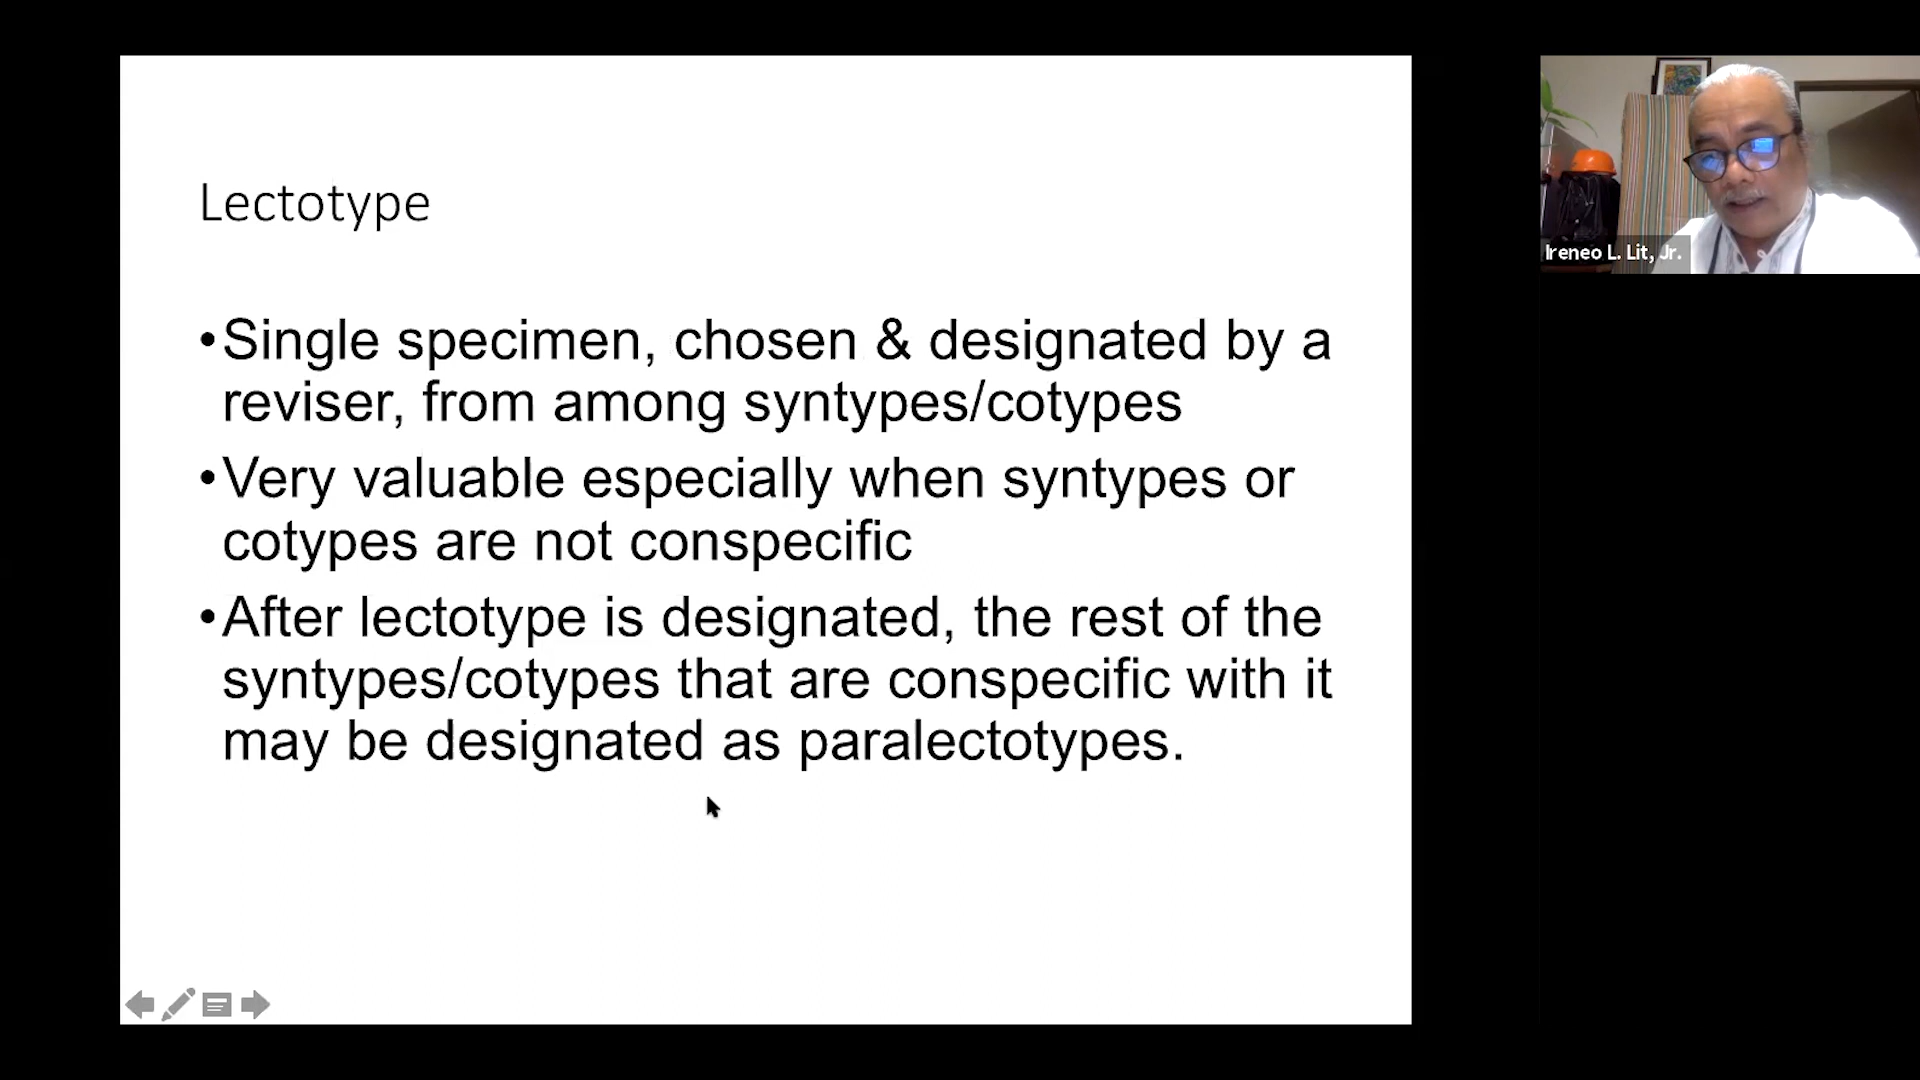 Lectotype
•Single specimen, chosen & designated by a
reviser, from among syntypes/cotypes
•Very valuable especially when syntypes or
cotypes are not conspecific
•After lectotype is designated, the rest of the
syntypes/cotypes that are conspecific with it
may be designated as paralectotypes.
Ireneo L. Lit, Jr.